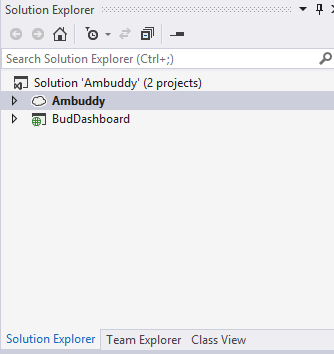 Solution Explorer
Search Solution Explorer (Ctrl+;)
Solution 'Ambuddy' (2 projects)
Ambuddy
BudDashboard
Solution Explorer Team Explorer Class View